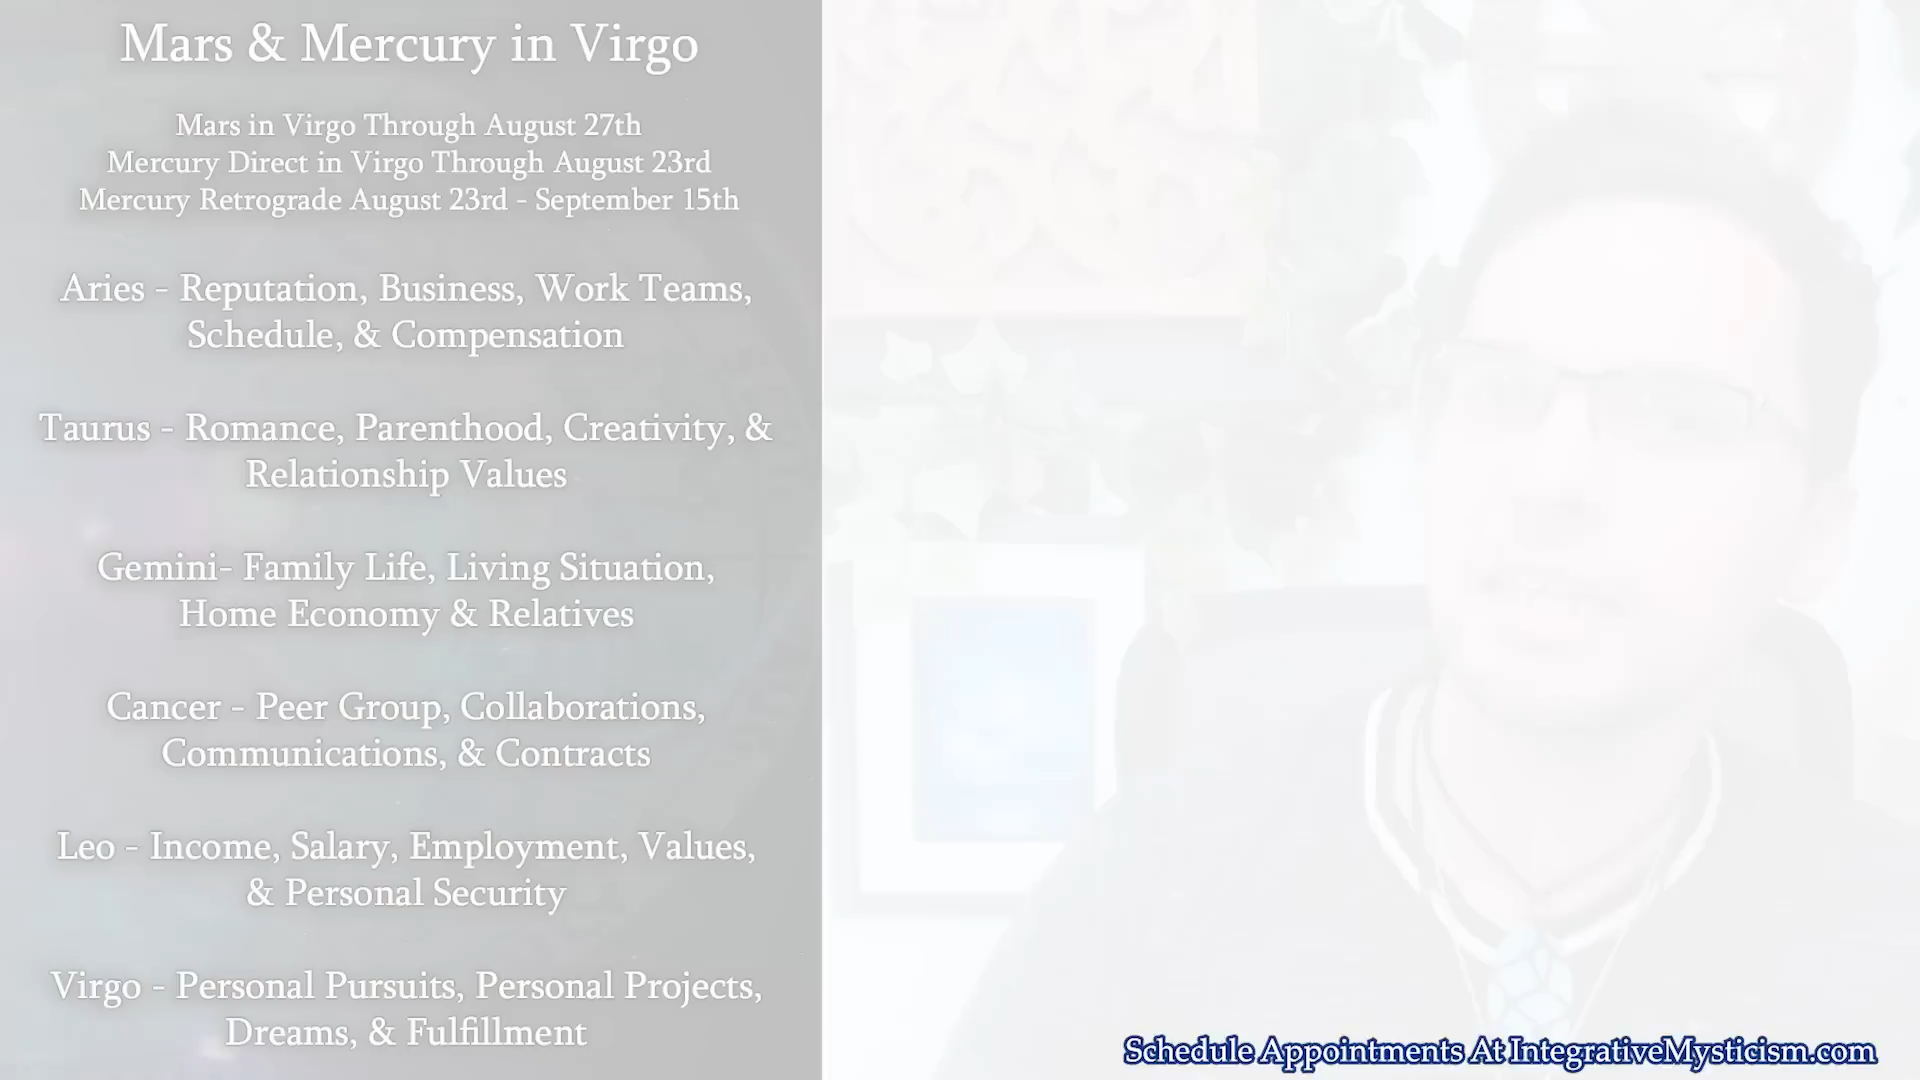 Mars & Mercury in Virgo
Mars in Virgo Through August 27th
Mercury Direct in Virgo Through August 23rd
Mercury Retrograde August 23rd - September 15th
Aries - Reputation, Business, Work Teams,
Schedule, & Compensation
Taurus - Romance, Parenthood, Creativity, &
Relationship Values
Gemini- Family Life, Living Situation,
Home Economy & Relatives
Cancer - Peer Group, Collaborations,
Communications, & Contracts
Leo - Income, Salary, Employment, Values,
& Personal Security
Virgo - Personal Pursuits, Personal Projects,
Dreams, & Fulfillment
Schedule Appointments At IntegrativeMysticism.com